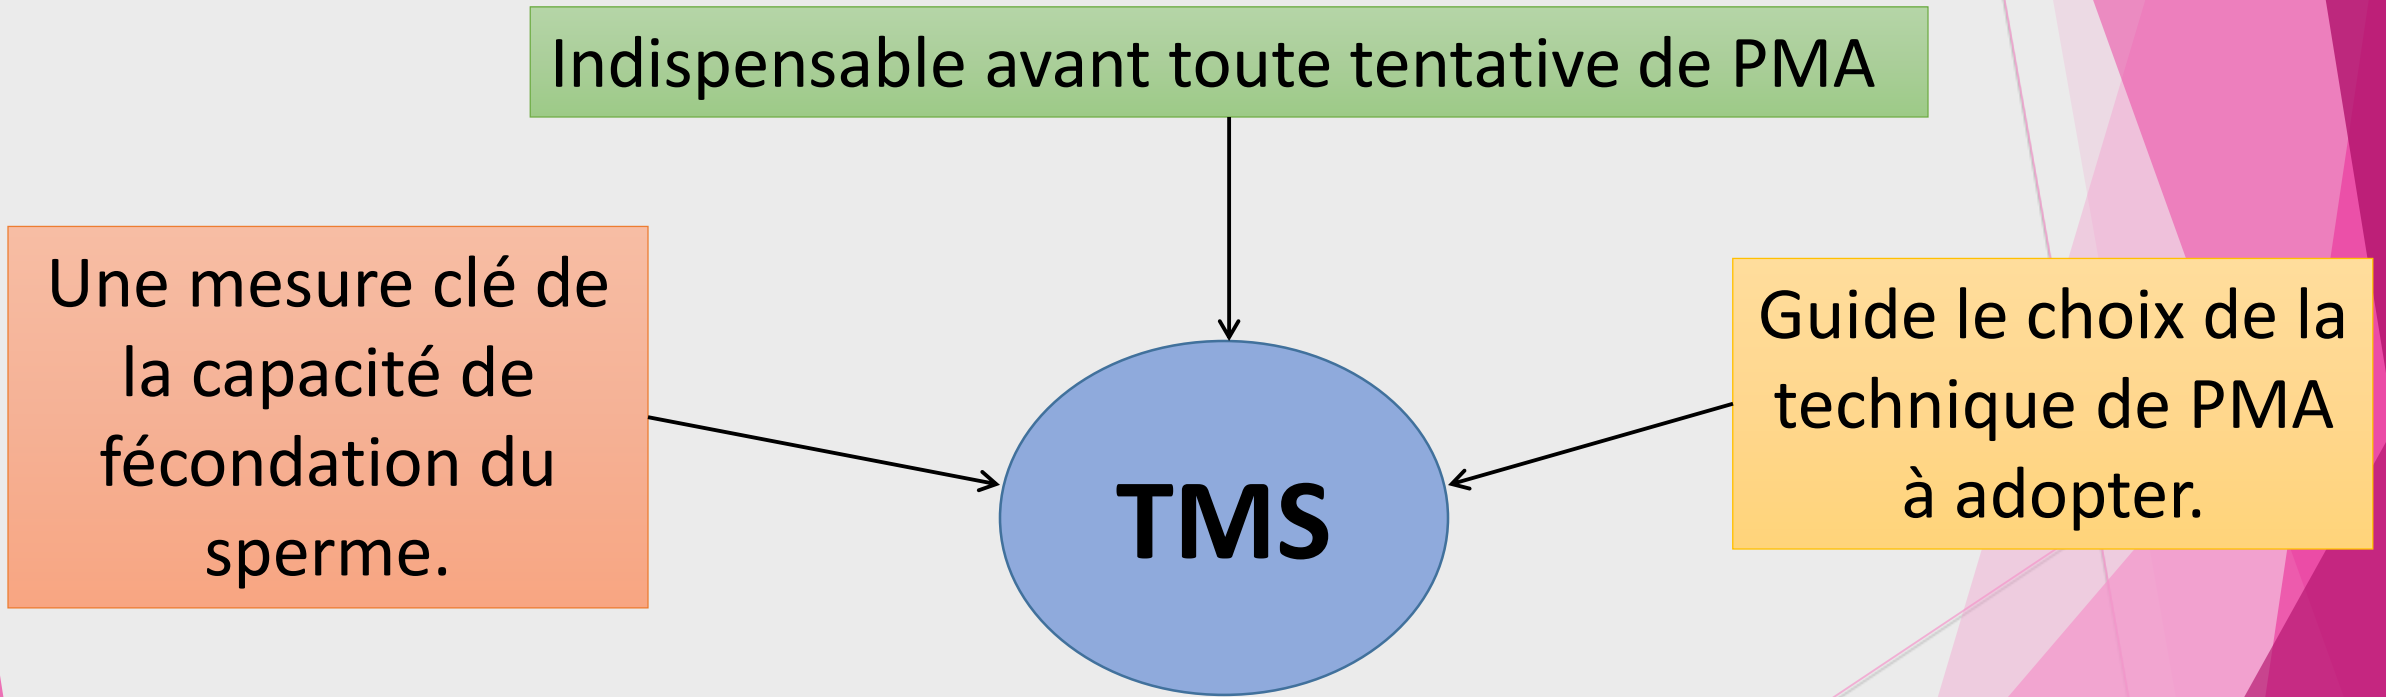 Indispensable avant toute tentative de PMA
Une mesure clé de
la capacité de
fécondation du
sperme.
Guide le choix de la
technique de PMA
à adopter.
TMS